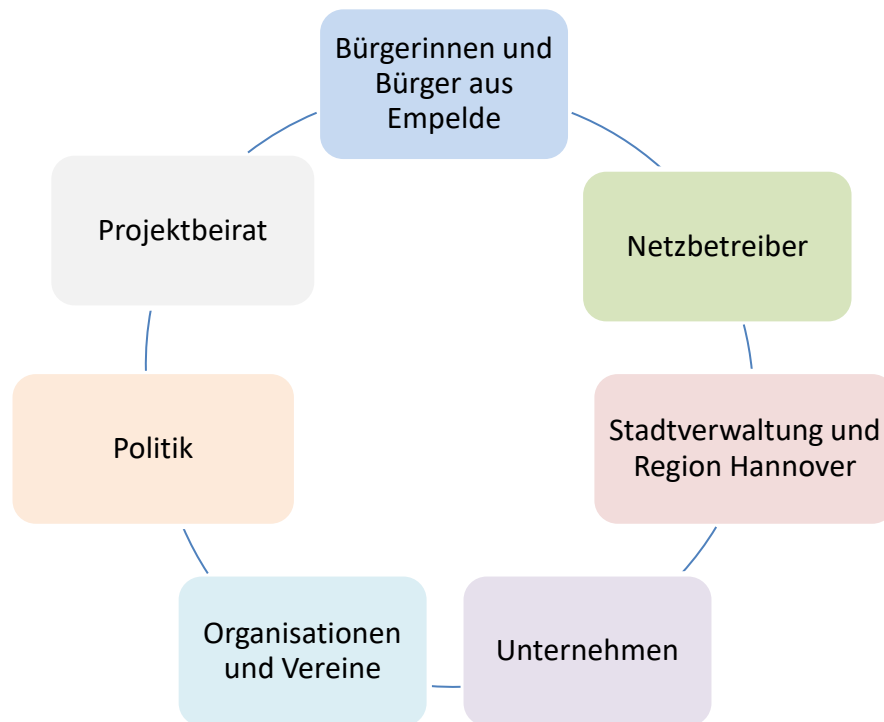 Bürgerinnen und
Bürger aus
Empelde
Netzbetreiber
Stadtverwaltung und
Region Hannover
Unternehmen
Organisationen
und Vereine
Politik
Projektbeirat